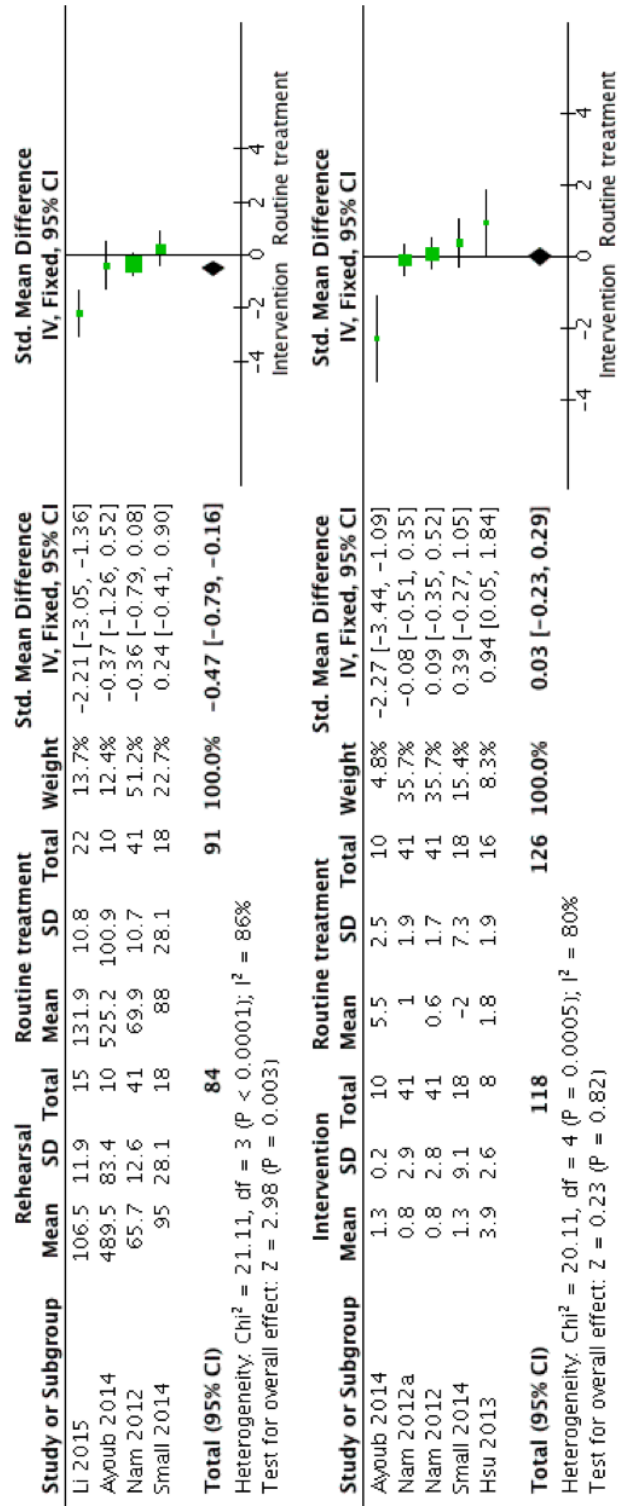 Rehearsal Routine treatment Std. Mean Difference Std. Mean Difference
Study or Subgroup Mean SD Total Mean SD Total Weight IV, Fixed, 95% CI IV, Fixed, 95% CI
Li 2015 106.5 11.9 15 131.9 10.8 22 13.7% −2.21 [−3.05, −1.36]
Ayoub 2014 489.5 83.4 10 525.2 100.9 10 12.4% −0.37 [−1.26, 0.52]
Nam 2012 65.7 12.6 41 69.9 10.7 41 51.2% −0.36 [−0.79, 0.08]
Small 2014 95 28.1 18 88 28.1 18 22.7% 0.24 [−0.41, 0.90]
Total (95% CI) 84 91 100.0% −0.47 [−0.79, −0.16]
Heterogeneity. Chi² = 21.11, df = 3 (P < 0.0001); I² = 86%
Test for overall effect: Z = 2.98 (P = 0.003)
−4 −2 0 2 4
Intervention Routine treatment
Intervention Routine treatment Std. Mean Difference Std. Mean Difference
Study or Subgroup Mean SD Total Mean SD Total Weight IV, Fixed, 95% CI IV, Fixed, 95% CI
Ayoub 2014 1.3 0.2 10 5.5 2.5 10 4.8% −2.27 [−3.44, −1.09]
Nam 2012a 0.8 2.9 41 1 1.9 41 35.7% −0.08 [−0.51, 0.35]
Nam 2012 0.8 2.8 41 0.6 1.7 41 35.7% 0.09 [−0.35, 0.52]
Small 2014 1.3 9.1 18 −2 7.3 18 15.4% 0.39 [−0.27, 1.05]
Hsu 2013 3.9 2.6 8 1.8 1.9 16 8.3% 0.94 [0.05, 1.84]
Total (95% CI) 118 126 100.0% 0.03 [−0.23, 0.29]
Heterogeneity. Chi² = 20.11, df = 4 (P = 0.0005); I² = 80%
Test for overall effect: Z = 0.23 (P = 0.82)
−4 −2 0 2 4
Intervention Routine treatment